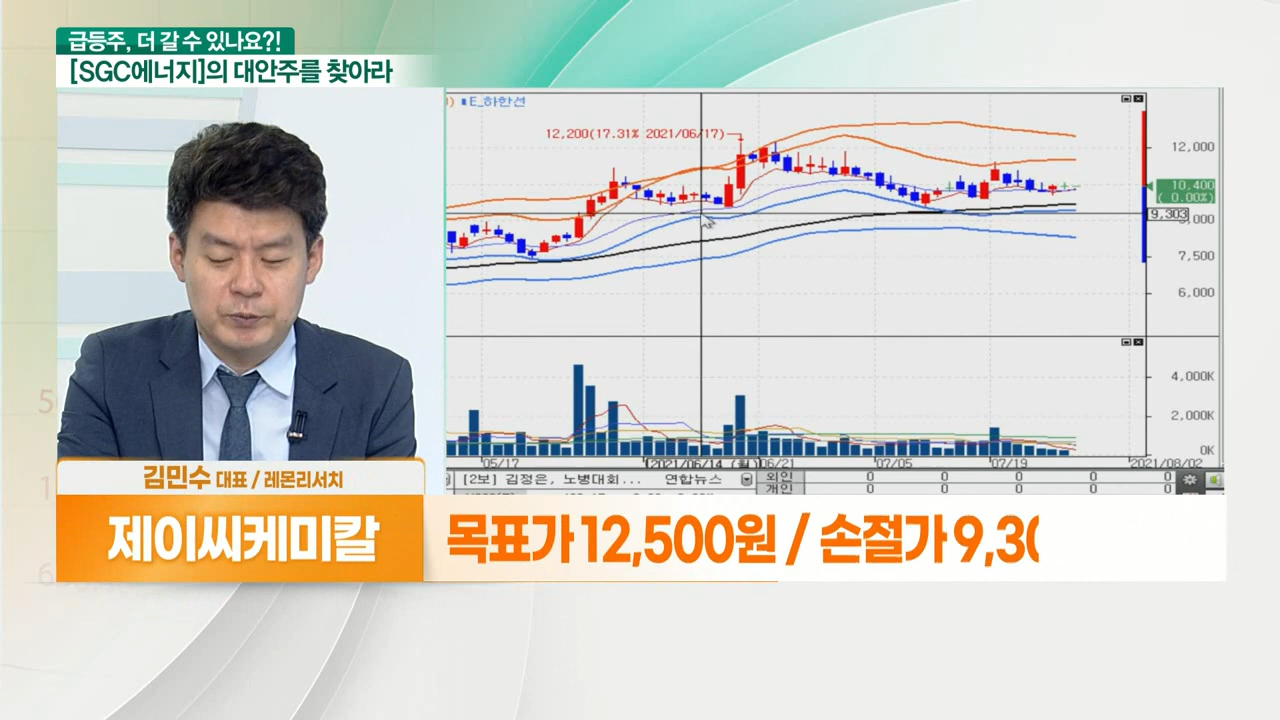 급등주, 더 갈 수 있나요?!
[SGC에너지]의 대안주를 찾아라
E_하한선
12,200(17.31% 2021/06/17)
12,000
10,400
( 0.00%)
9,303
9,000
7,500
6,000
4,000K
2,000K
0K
05/17
2021/06/14 (월)
06/21
07/05
07/19
2021/08/02
[2보] 김정은, 노병대회... 연합뉴스
외인 0 0 0 0 0
개인 0 0 0 0 0
김민수 대표 / 레몬리서치
제이씨케미칼
목표가 12,500원 / 손절가 9,30